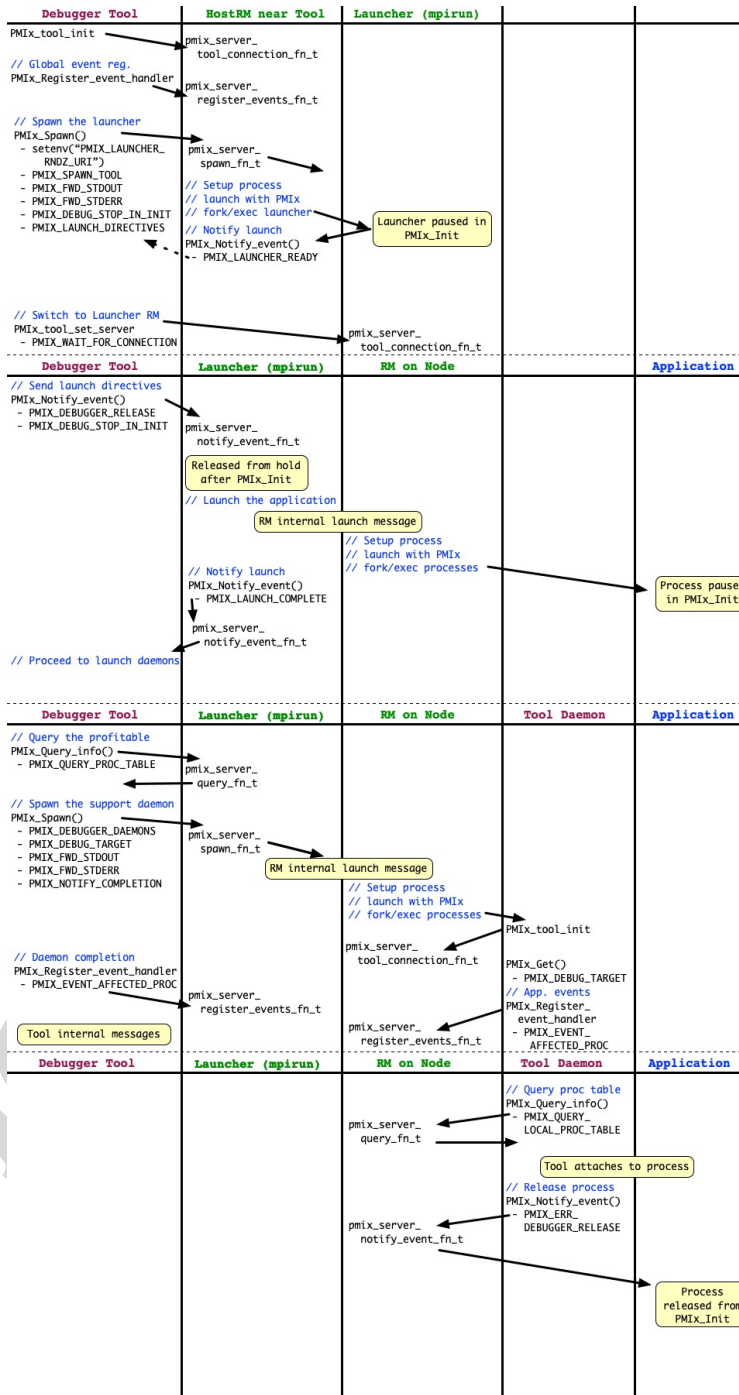 Debugger Tool
HostRM near Tool
Launcher (mpirun)
PMIx_tool_init
pmix_server_
tool_connection_fn_t
// Global event reg.
PMIx_Register_event_handler
pmix_server_
register_events_fn_t
// Spawn the launcher
PMIx_Spawn()
- setenv("PMIX_LAUNCHER_
RNDZ_URI")
- PMIX_SPAWN_TOOL
- PMIX_FWD_STDOUT
- PMIX_FWD_STDERR
- PMIX_DEBUG_STOP_IN_INIT
- PMIX_LAUNCH_DIRECTIVES
pmix_server_
spawn_fn_t
// Setup process
// launch with PMIx
// fork/exec launcher
// Notify launch
PMIx_Notify_event()
- PMIX_LAUNCHER_READY
Launcher paused in
PMIx_Init
// Switch to Launcher RM
PMIx_tool_set_server
- PMIX_WAIT_FOR_CONNECTION
pmix_server_
tool_connection_fn_t
Debugger Tool
Launcher (mpirun)
RM on Node
Application
// Send launch directives
PMIx_Notify_event()
- PMIX_DEBUGGER_RELEASE
- PMIX_DEBUG_STOP_IN_INIT
pmix_server_
notify_event_fn_t
Released from hold
after PMIx_Init
// Launch the application
RM internal launch message
// Setup process
// launch with PMIx
// fork/exec processes
Process paused
in PMIx_Init
// Notify launch
PMIx_Notify_event()
- PMIX_LAUNCH_COMPLETE
pmix_server_
notify_event_fn_t
// Proceed to launch daemons
Debugger Tool
Launcher (mpirun)
RM on Node
Tool Daemon
Application
// Query the profitable
PMIx_Query_info()
- PMIX_QUERY_PROC_TABLE
pmix_server_
query_fn_t
// Spawn the support daemon
PMIx_Spawn()
- PMIX_DEBUGGER_DAEMONS
- PMIX_DEBUG_TARGET
- PMIX_FWD_STDOUT
- PMIX_FWD_STDERR
- PMIX_NOTIFY_COMPLETION
pmix_server_
spawn_fn_t
RM internal launch message
// Setup process
// launch with PMIx
// fork/exec processes
PMIx_tool_init
pmix_server_
tool_connection_fn_t
PMIx_Get()
- PMIX_DEBUG_TARGET
// Daemon completion
PMIx_Register_event_handler
- PMIX_EVENT_AFFECTED_PROC
pmix_server_
register_events_fn_t
// App. events
PMIx_Register_
event_handler
- PMIX_EVENT_
AFFECTED_PROC
pmix_server_
register_events_fn_t
Tool internal messages
Debugger Tool
Launcher (mpirun)
RM on Node
Tool Daemon
Application
// Query proc table
PMIx_Query_info()
- PMIX_QUERY_
LOCAL_PROC_TABLE
pmix_server_
query_fn_t
Tool attaches to process
// Release process
PMIx_Notify_event()
- PMIX_ERR_
DEBUGGER_RELEASE
pmix_server_
notify_event_fn_t
Process
released from
PMIx_Init